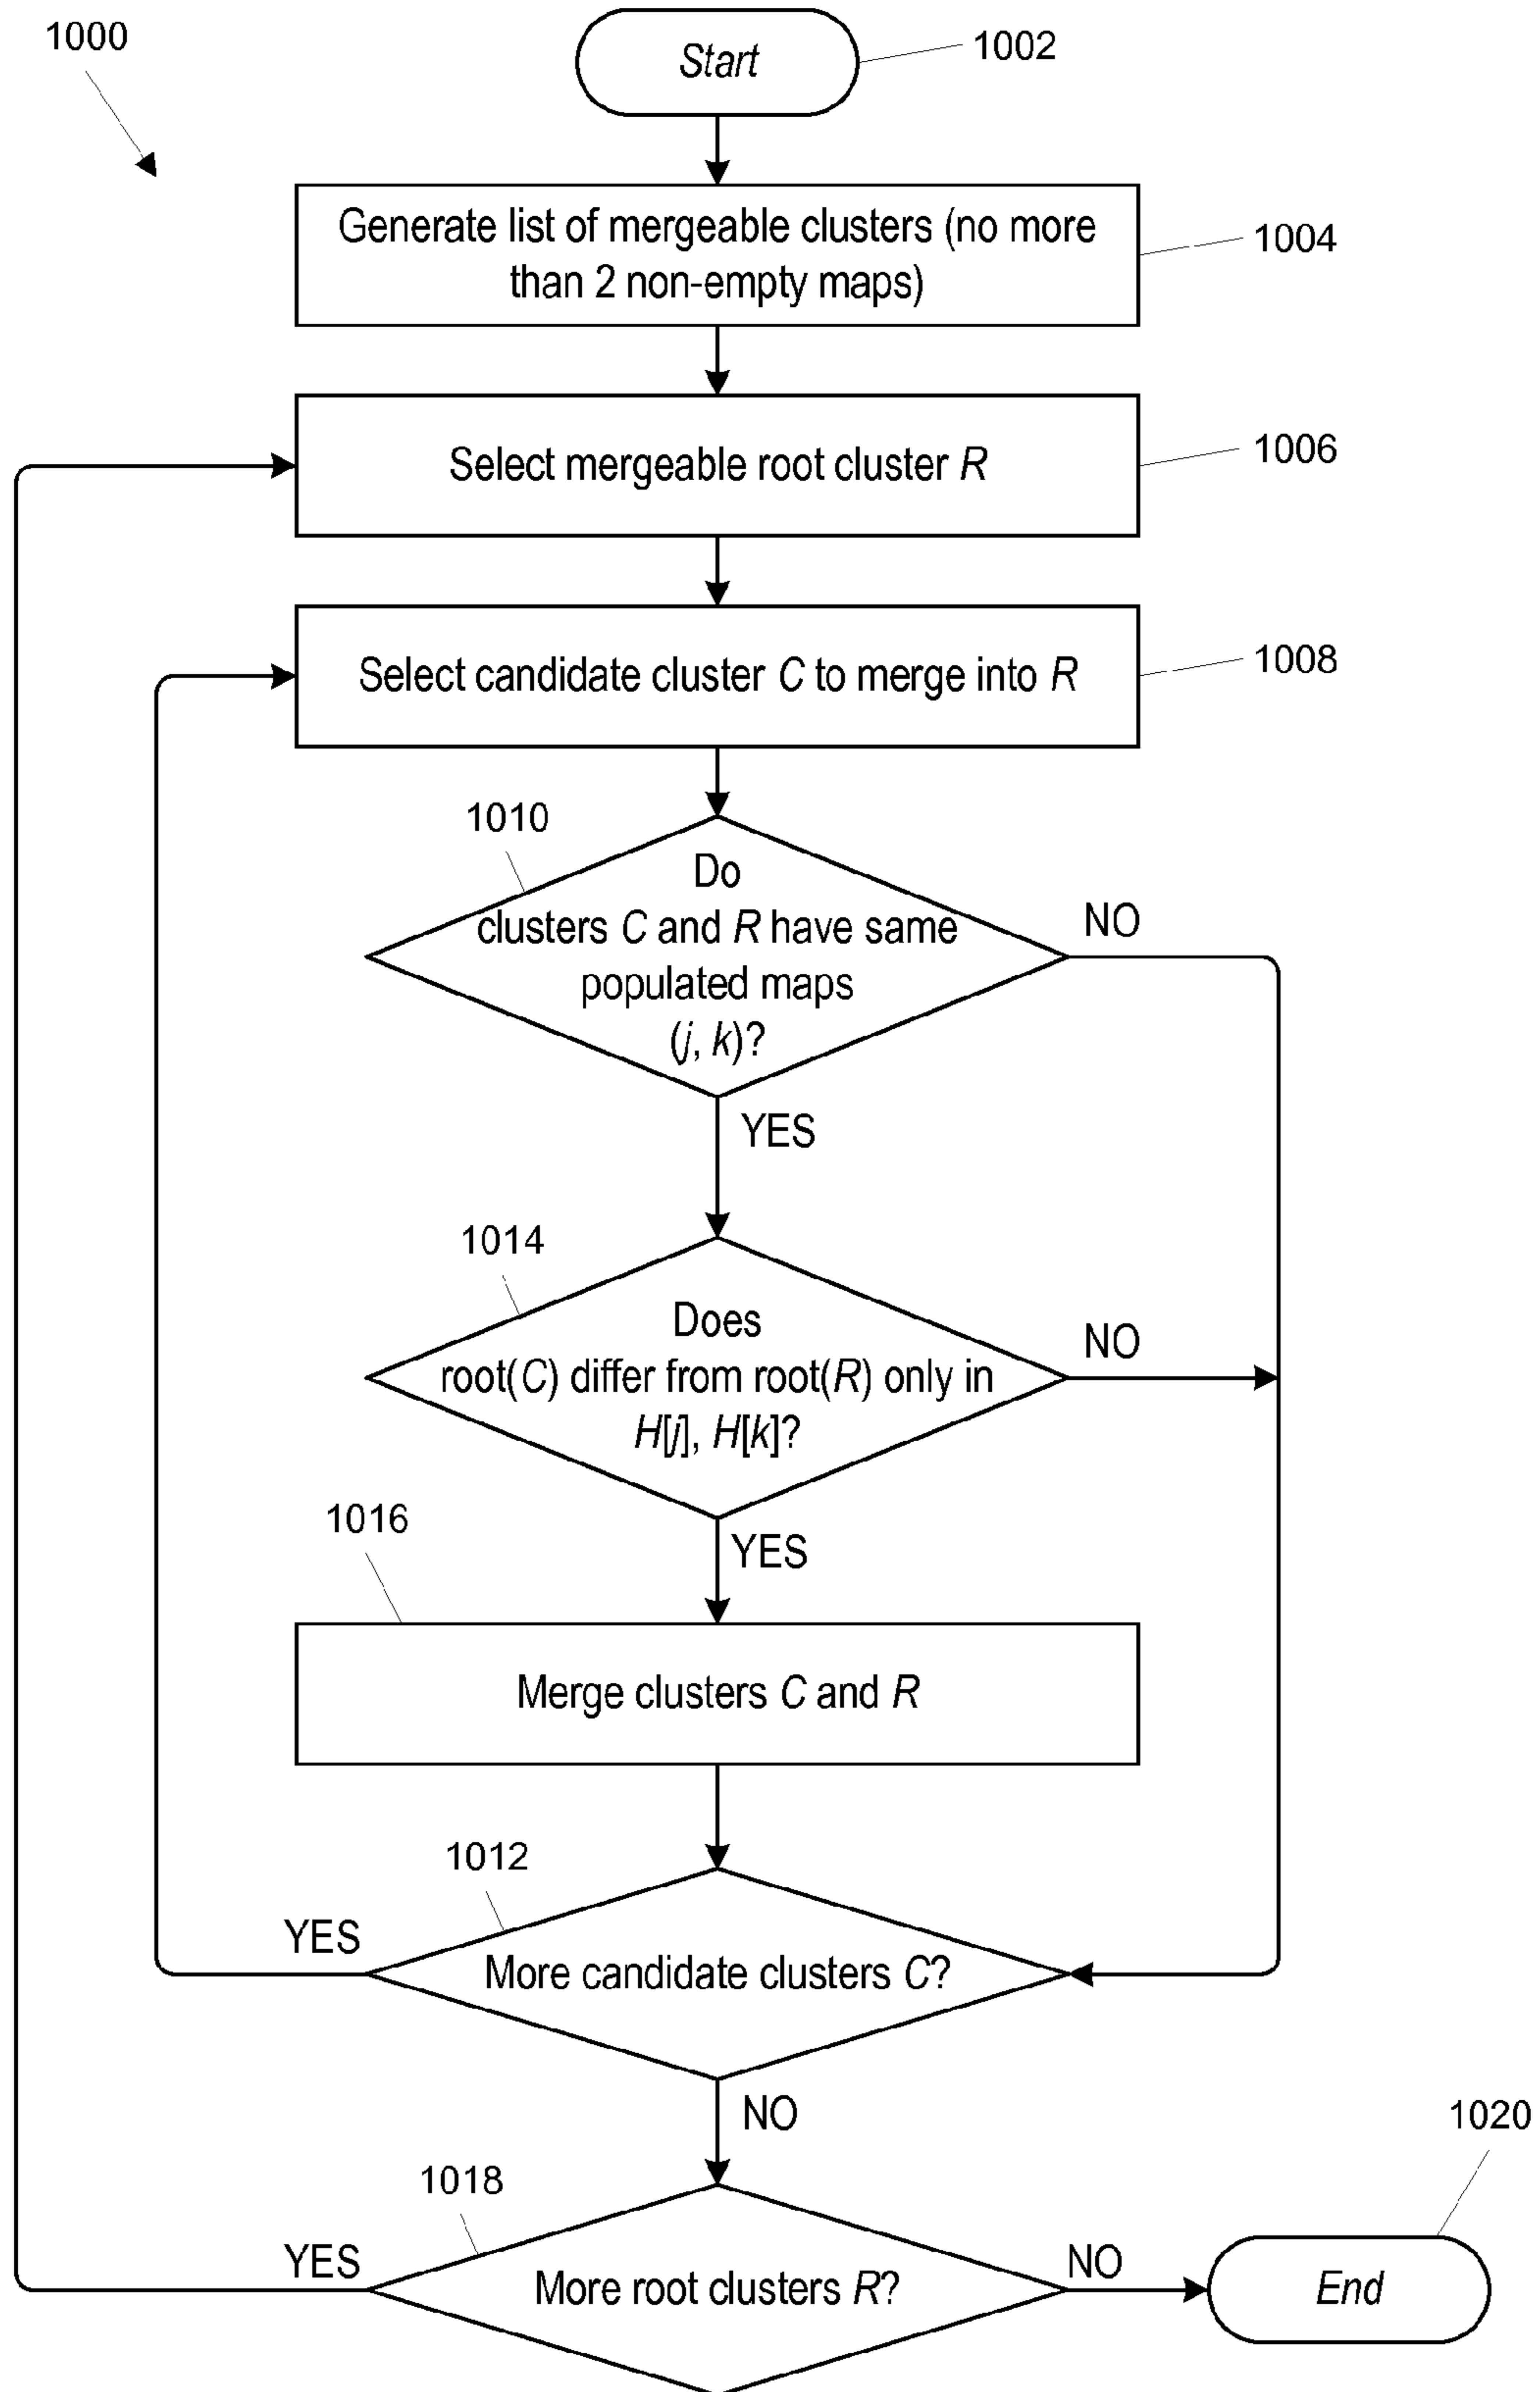 1000
Start
1002
Generate list of mergeable clusters (no more
than 2 non-empty maps)
1004
Select mergeable root cluster R
1006
Select candidate cluster C to merge into R
1008
1010
Do
clusters C and R have same
populated maps
(j, k)?
NO
YES
1014
Does
root(C) differ from root(R) only in
H[j], H[k]?
NO
YES
1016
Merge clusters C and R
1012
More candidate clusters C?
YES
NO
1018
More root clusters R?
YES
NO
1020
End